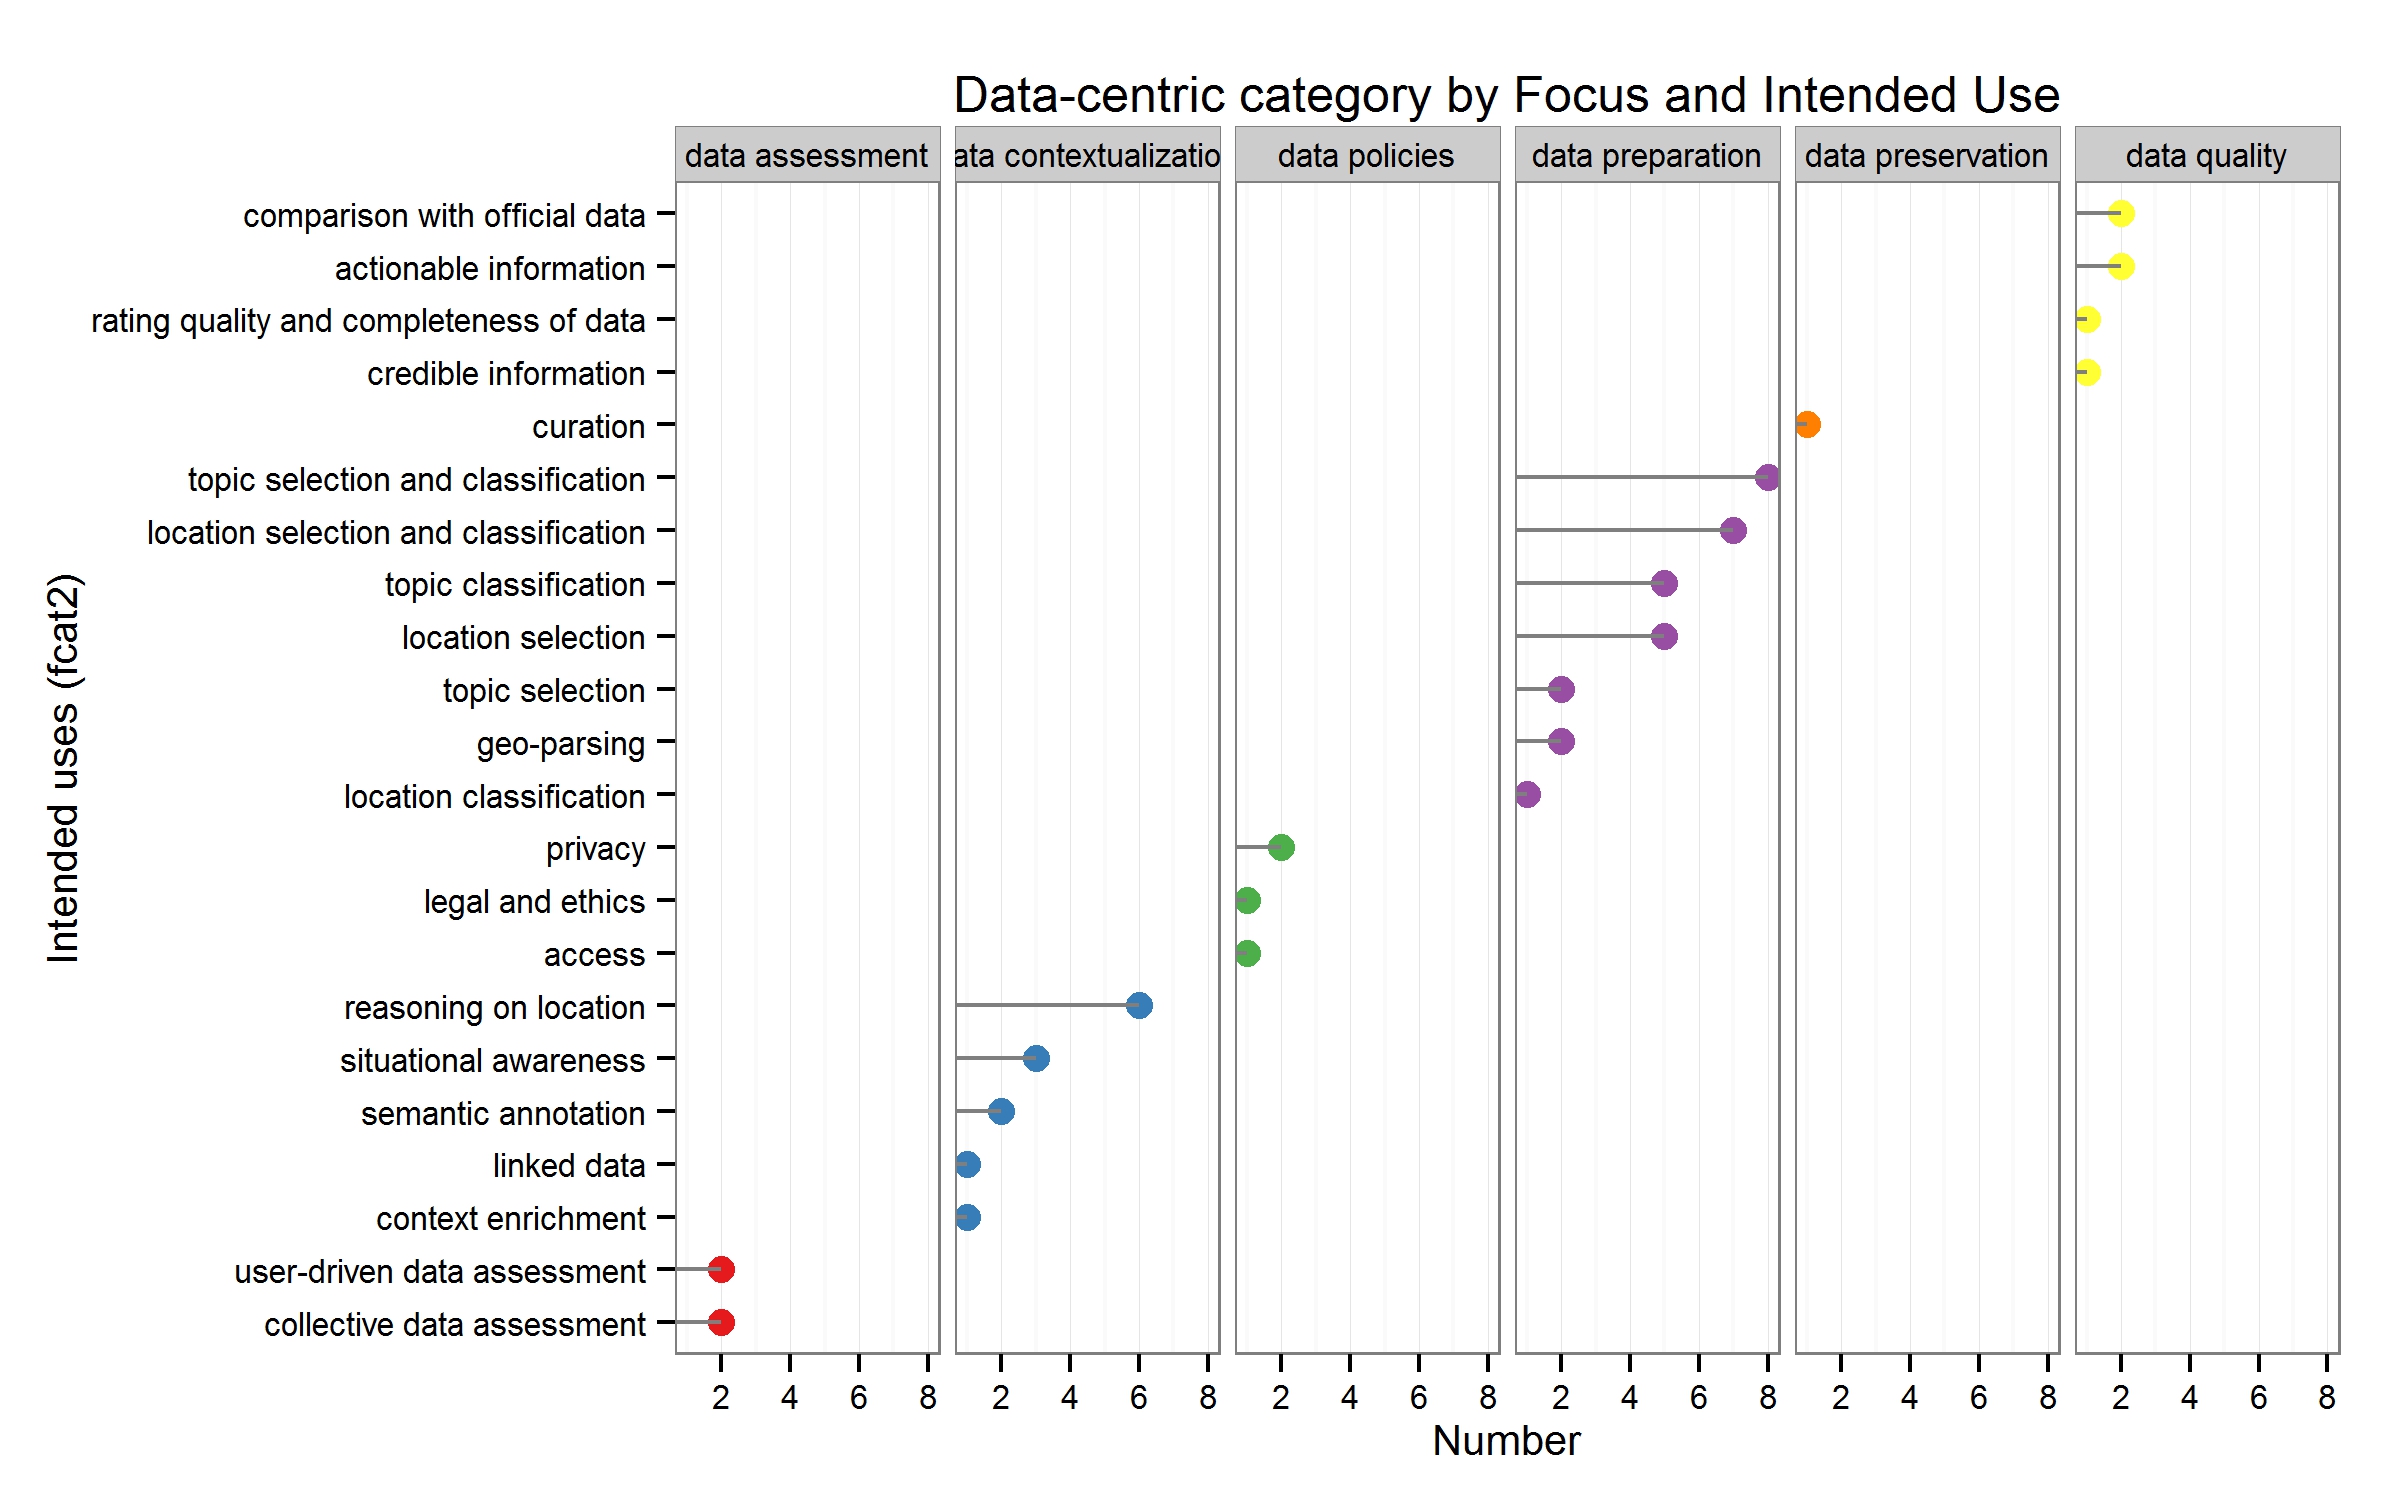 Data-centric category by Focus and Intended Use
data assessment
ata contextualizatio
data policies
data preparation
data preservation
data quality
comparison with official data
actionable information
rating quality and completeness of data
credible information
curation
topic selection and classification
location selection and classification
topic classification
location selection
topic selection
geo-parsing
location classification
privacy
legal and ethics
access
reasoning on location
situational awareness
semantic annotation
linked data
context enrichment
user-driven data assessment
collective data assessment
Intended uses (fcat2)
2 4 6 8
2 4 6 8
2 4 6 8
2 4 6 8
2 4 6 8
2 4 6 8
Number